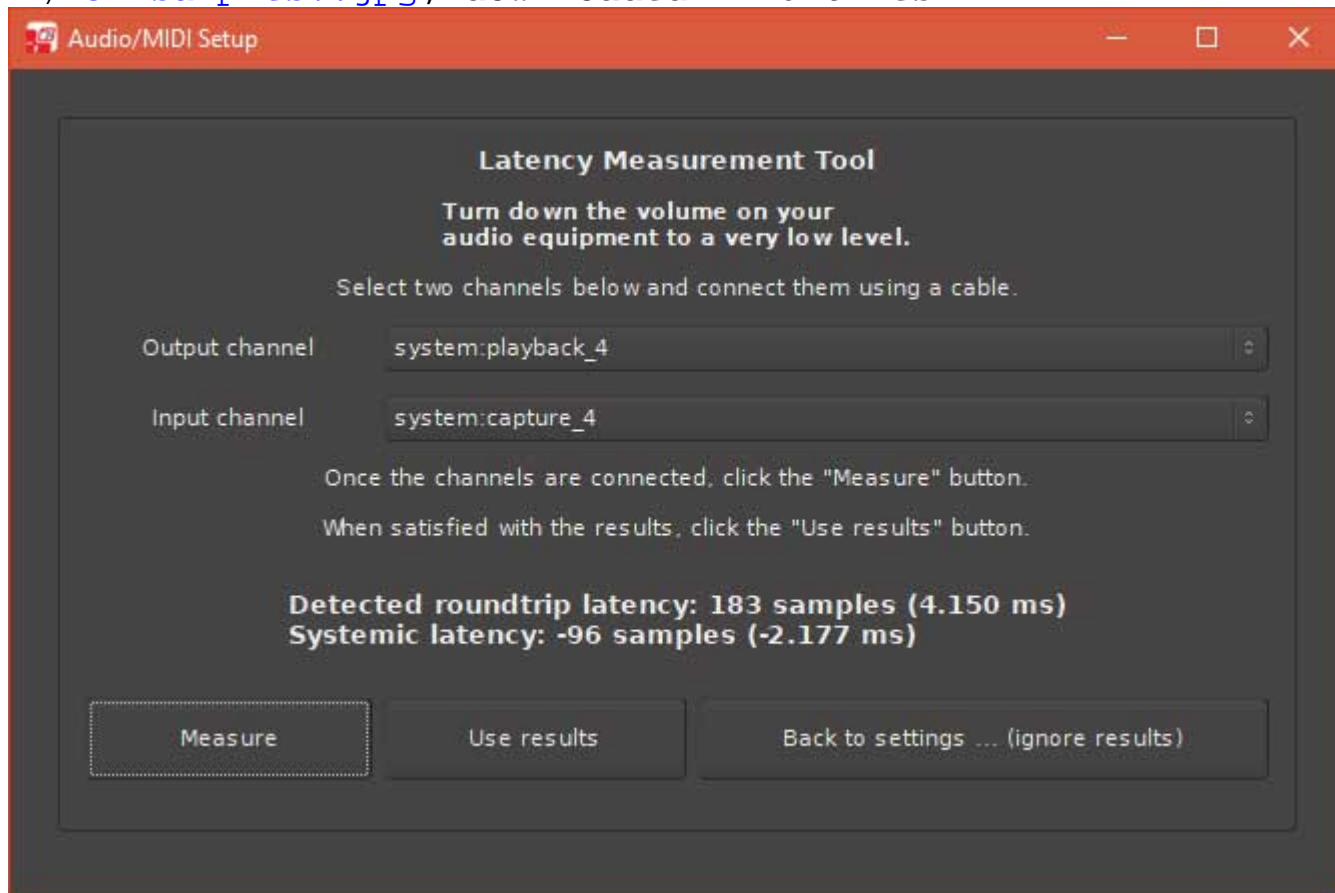 Audio/MIDI Setup
Latency Measurement Tool
Turn down the volume on your
audio equipment to a very low level.
Select two channels below and connect them using a cable.
Output channel system:playback_4
Input channel system:capture_4
Once the channels are connected, click the "Measure" button.
When satisfied with the results, click the "Use results" button.
Detected roundtrip latency: 183 samples (4.150 ms)
Systemic latency: -96 samples (-2.177 ms)
Measure Use results Back to settings ... (ignore results)